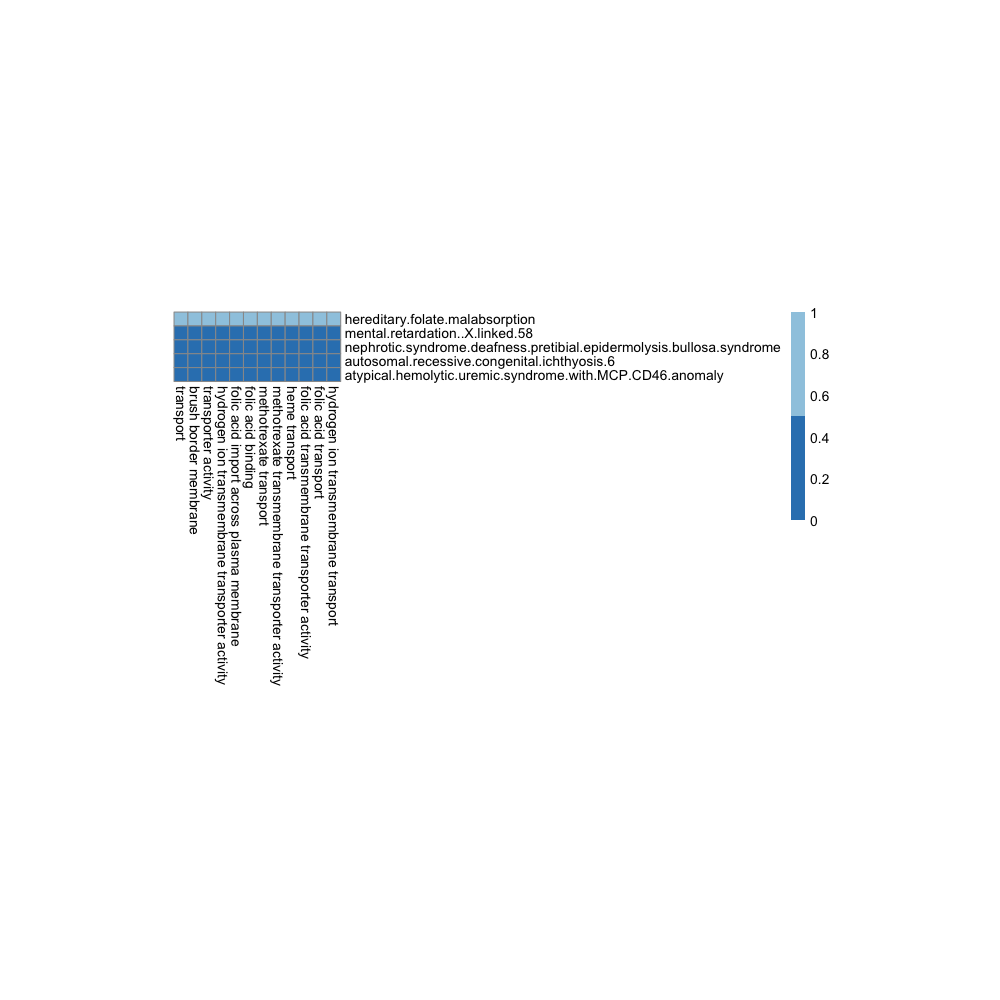 hereditary.folate.malabsorption
mental.retardation..X.linked.58
nephrotic.syndrome.deafness.pretibial.epidermolysis.bullosa.syndrome
autosomal.recessive.congenital.ichthyosis.6
atypical.hemolytic.uremic.syndrome.with.MCP.CD46.anomaly
transport
brush border membrane
transporter activity
hydrogen ion transmembrane transporter activity
folic acid import across plasma membrane
folic acid binding
methotrexate transport
methotrexate transmembrane transporter activity
heme transport
folic acid transmembrane transporter activity
folic acid transport
hydrogen ion transmembrane transport
1
0.8
0.6
0.4
0.2
0